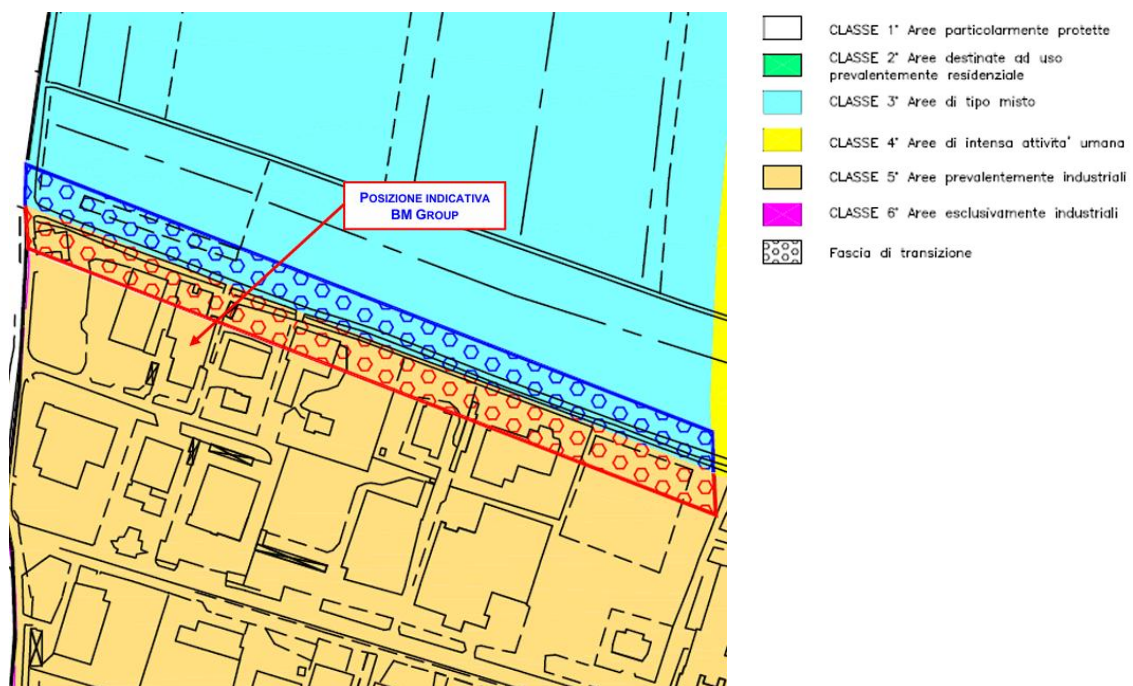 POSIZIONE INDICATIVA
BM GROUP
CLASSE 1° Aree particolarmente protette
CLASSE 2° Aree destinate ad uso
prevalentemente residenziale
CLASSE 3° Aree di tipo misto
CLASSE 4° Aree di intensa attivita' umana
CLASSE 5° Aree prevalentemente industriali
CLASSE 6° Aree esclusivamente industriali
Fascia di transizione